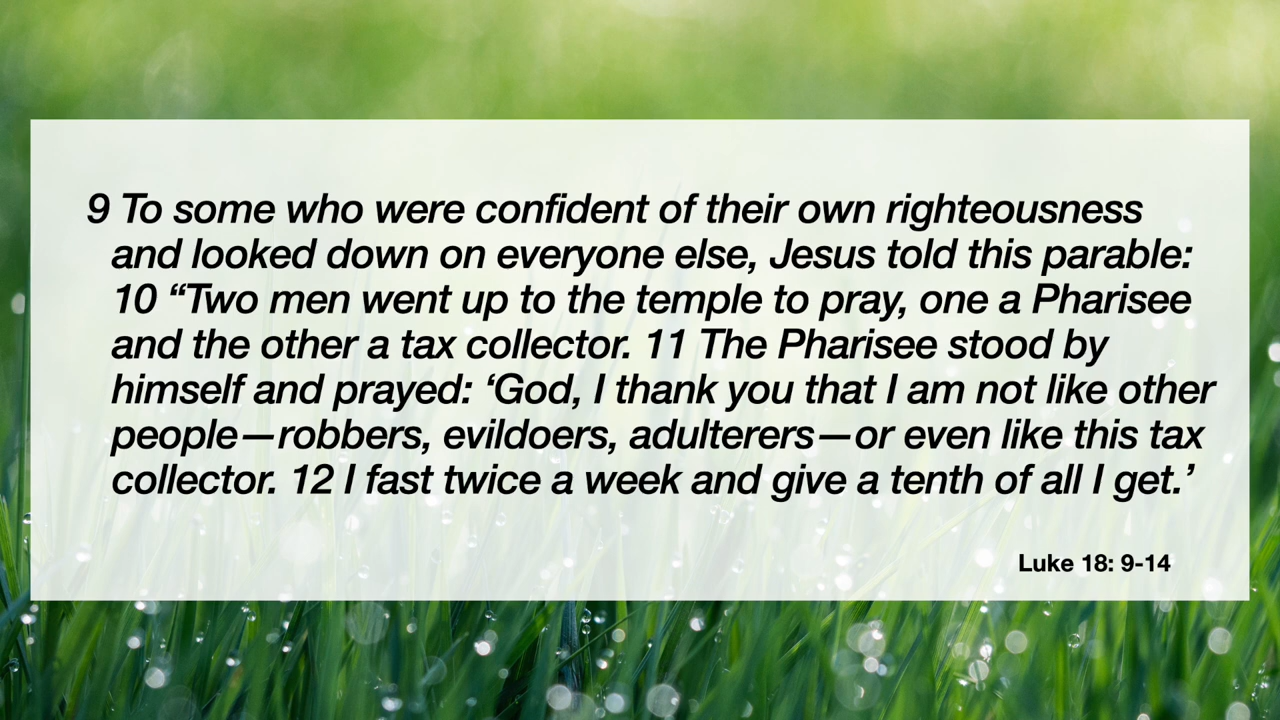 9 To some who were confident of their own righteousness
and looked down on everyone else, Jesus told this parable:
10 “Two men went up to the temple to pray, one a Pharisee
and the other a tax collector. 11 The Pharisee stood by
himself and prayed: ‘God, I thank you that I am not like other
people—robbers, evildoers, adulterers—or even like this tax
collector. 12 I fast twice a week and give a tenth of all I get.’
Luke 18: 9-14